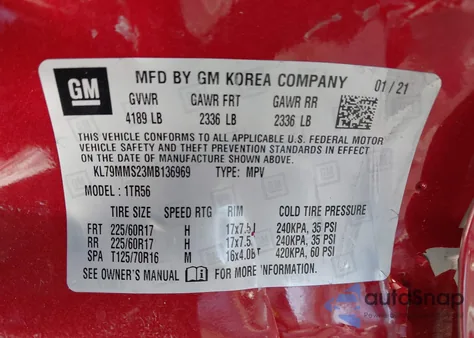 GM MFD BY GM KOREA COMPANY 01/21
GVWR GAWR FRT GAWR RR
4189 LB 2336 LB 2336 LB
THIS VEHICLE CONFORMS TO ALL APPLICABLE U.S. FEDERAL MOTOR
VEHICLE SAFETY AND THEFT PREVENTION STANDARDS IN EFFECT ON
THE DATE OF MANUFACTURE SHOWN ABOVE.
KL79MMS23MB136969 TYPE: MPV
MODEL: 1TR56
TIRE SIZE SPEED RTG RIM COLD TIRE PRESSURE
FRT 225/60R17 H 17x7.5J 240KPA, 35 PSI
RR 225/60R17 H 17x7.5 240KPA, 35 PSI
SPA T125/70R16 M 16x4.0bT 420KPA, 60 PSI
SEE OWNER'S MANUAL FOR MORE INFORMATION.
autoSnap